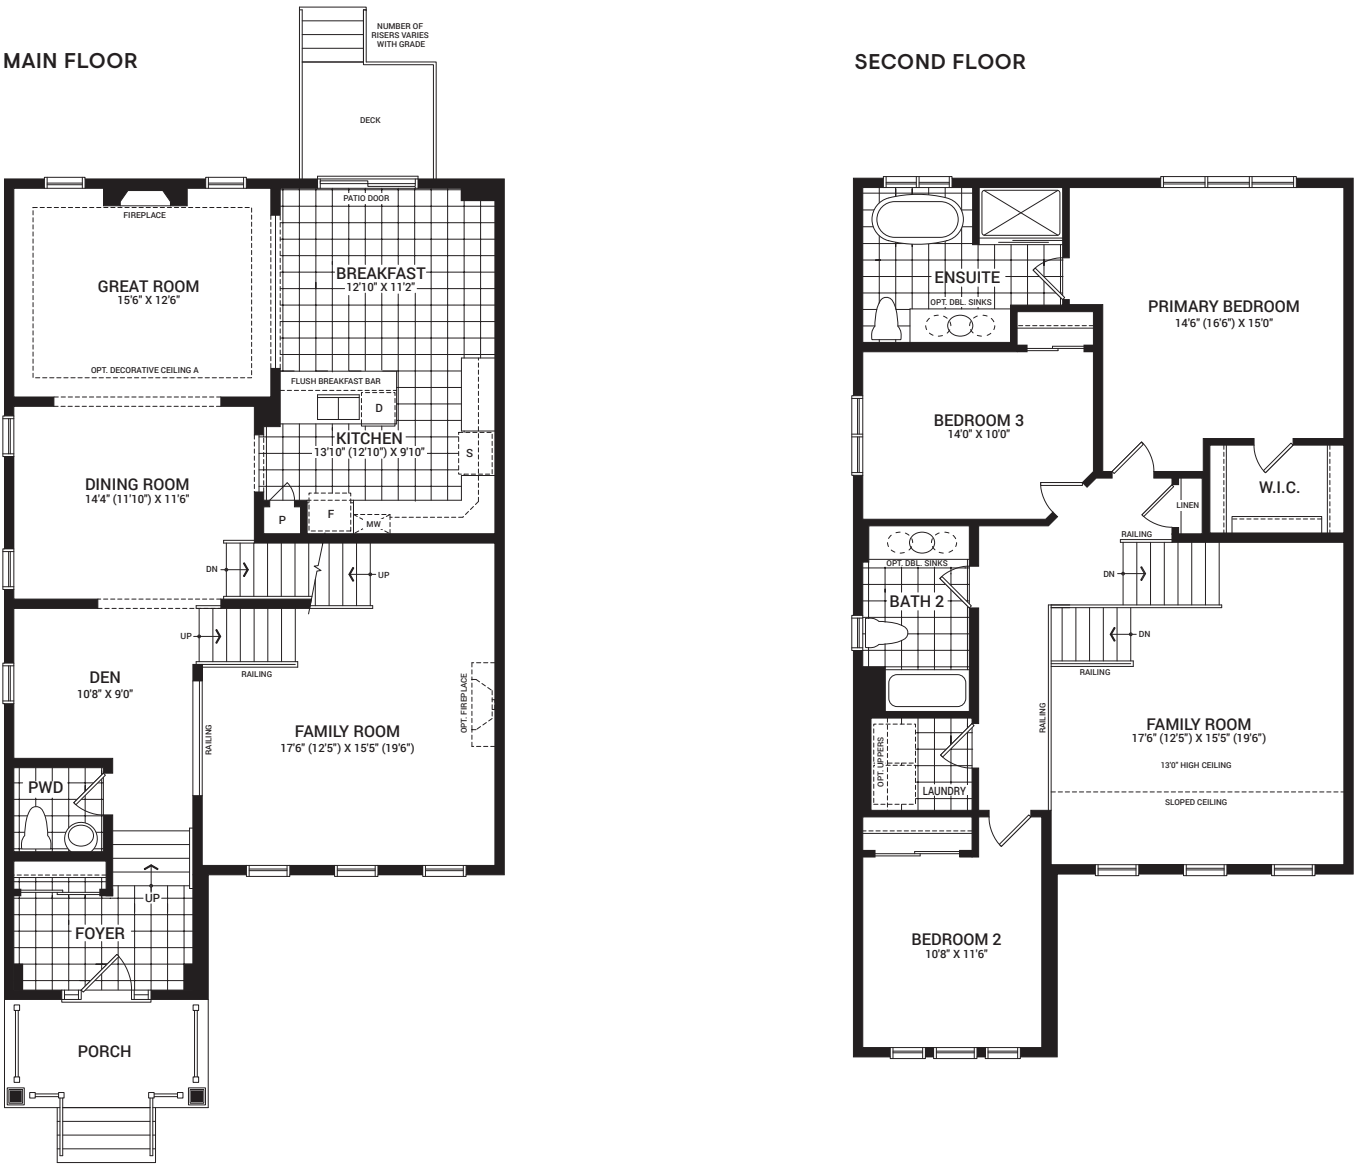 MAIN FLOOR
NUMBER OF
RISERS VARIES
WITH GRADE
DECK
PATIO DOOR
FIREPLACE
GREAT ROOM
15'6" X 12'6"
OPT. DECORATIVE CEILING A
BREAKFAST
12'10" X 11'2"
FLUSH BREAKFAST BAR
D
KITCHEN
13'10" (12'10") X 9'10"
S
DINING ROOM
14'4" (11'10") X 11'6"
P
F
MW
DN
UP
UP
RAILING
DEN
10'8" X 9'0"
RAILING
OPT. FIREPLACE
FAMILY ROOM
17'6" (12'5") X 15'5" (19'6")
PWD
UP
FOYER
PORCH
SECOND FLOOR
ENSUITE
OPT. DBL. SINKS
PRIMARY BEDROOM
14'6" (16'6") X 15'0"
BEDROOM 3
14'0" X 10'0"
W.I.C.
LINEN
RAILING
OPT. DBL. SINKS
BATH 2
DN
DN
RAILING
RAILING
FAMILY ROOM
17'6" (12'5") X 15'5" (19'6")
13'0" HIGH CEILING
SLOPED CEILING
OPT. UPPERS
LAUNDRY
BEDROOM 2
10'8" X 11'6"